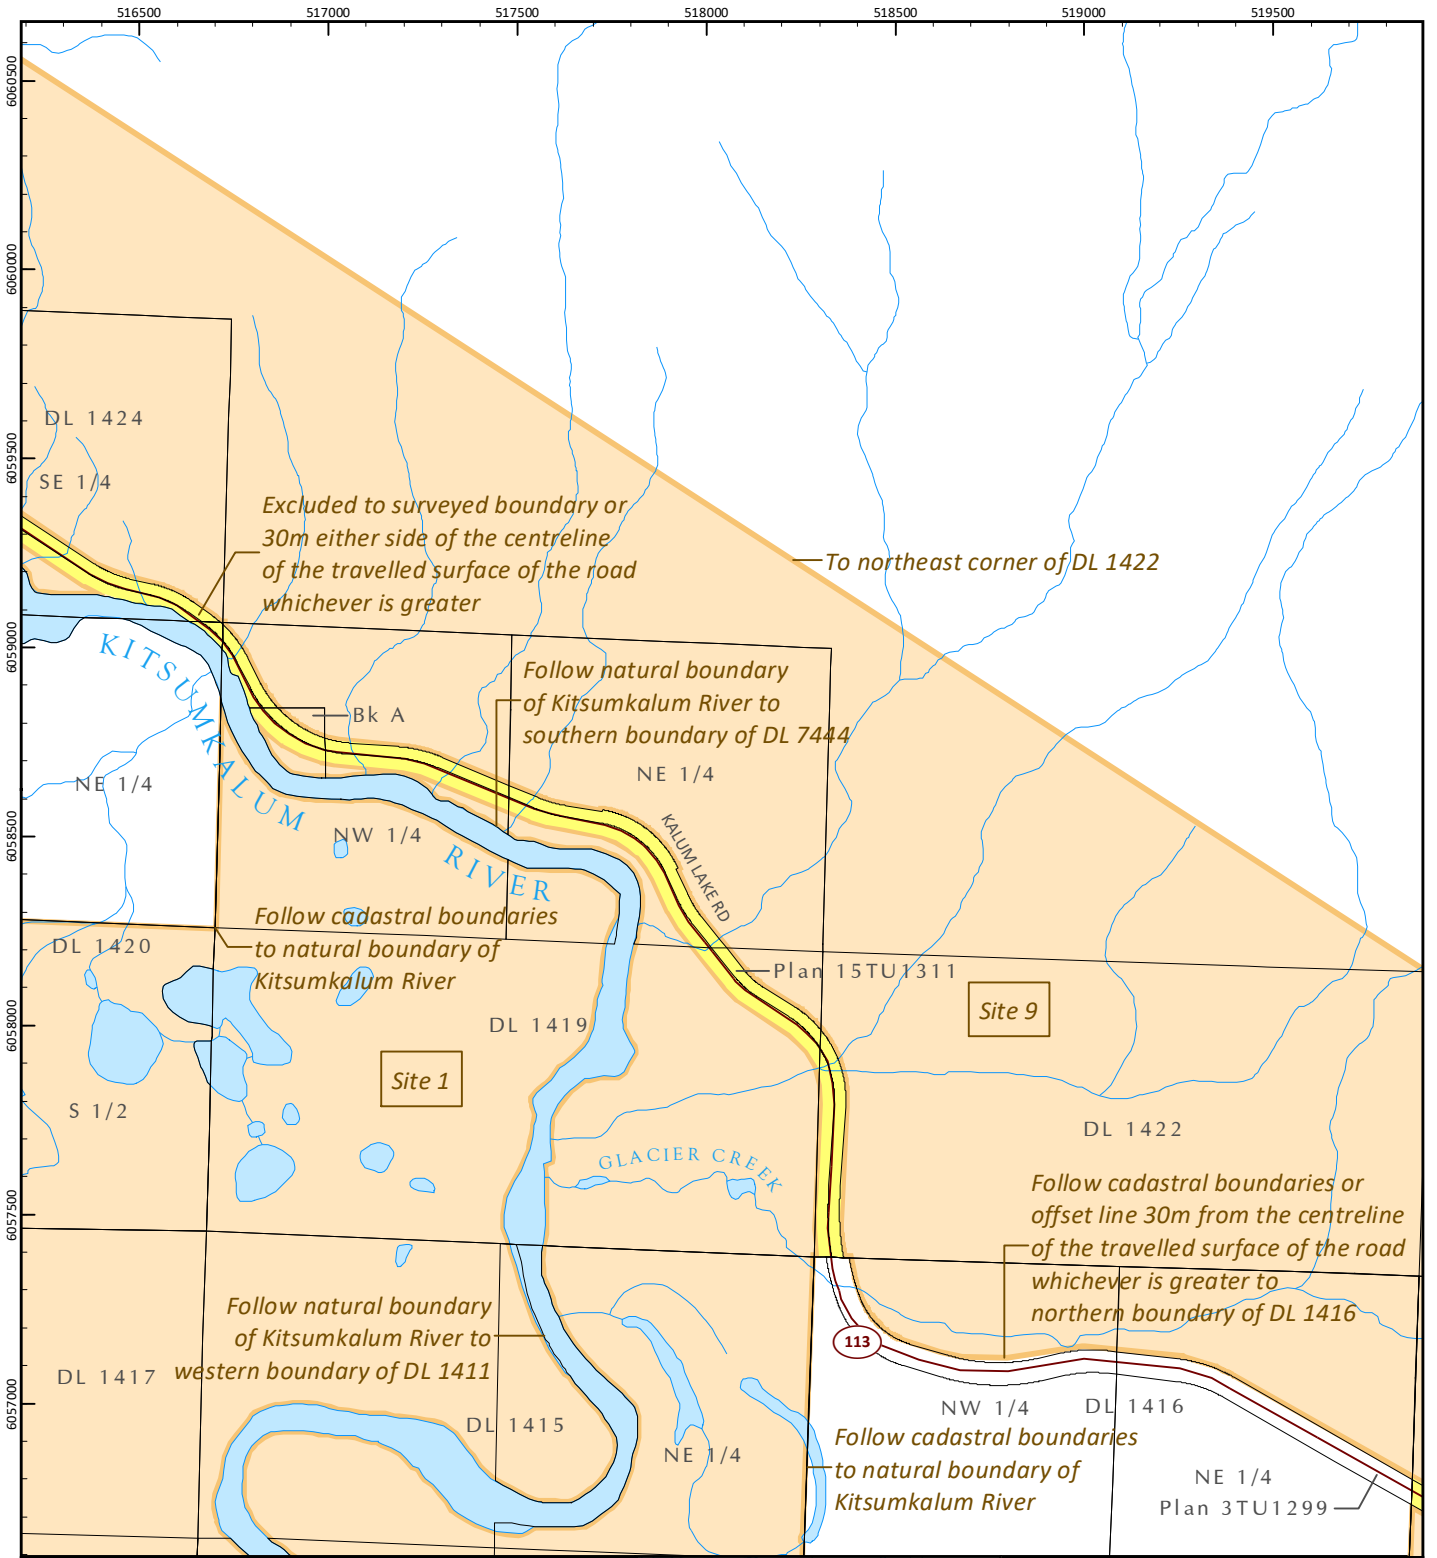 516500
517000
517500
518000
518500
519000
519500
6060500
6060000
6059500
6059000
6058500
6058000
6057500
6057000
DL 1424
SE 1/4
Excluded to surveyed boundary or
30m either side of the centreline
of the travelled surface of the road
whichever is greater
To northeast corner of DL 1422
KITSUMKALUM
RIVER
Follow natural boundary
of Kitsumkalum River to
southern boundary of DL 7444
Bk A
NE 1/4
NE 1/4
NW 1/4
KALUM LAKE RD
Follow cadastral boundaries
to natural boundary of
Kitsumkalum River
DL 1420
Plan 15TU1311
Site 9
DL 1419
Site 1
S 1/2
DL 1422
GLACIER CREEK
Follow cadastral boundaries or
offset line 30m from the centreline
of the travelled surface of the road
whichever is greater to
northern boundary of DL 1416
Follow natural boundary
of Kitsumkalum River to
western boundary of DL 1411
113
DL 1417
DL 1415
NE 1/4
NW 1/4
DL 1416
Follow cadastral boundaries
to natural boundary of
Kitsumkalum River
NE 1/4
Plan 3TU1299